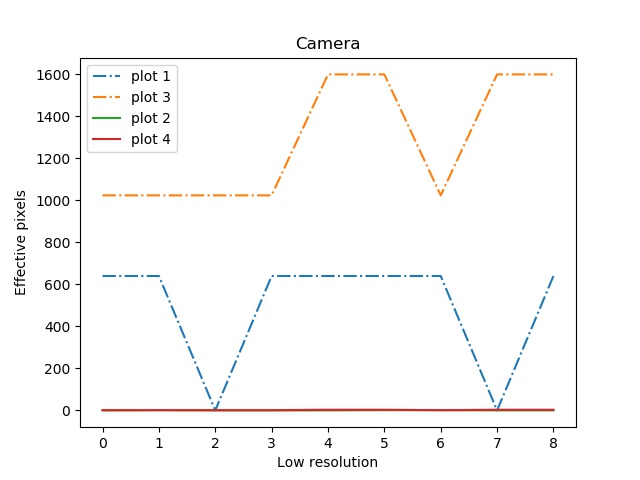 Camera
plot 1
plot 3
plot 2
plot 4
1600
1400
1200
1000
800
600
400
200
0
Effective pixels
0 1 2 3 4 5 6 7 8
Low resolution